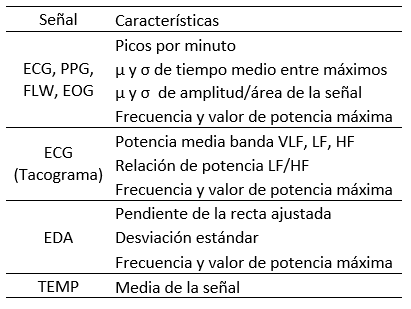 Señal Características
Picos por minuto
ECG, PPG, FLW, EOG
μ y σ de tiempo medio entre máximos
μ y σ de amplitud/área de la señal
Frecuencia y valor de potencia máxima
ECG (Tacograma)
Potencia media banda VLF, LF, HF
Relación de potencia LF/HF
Frecuencia y valor de potencia máxima
EDA
Pendiente de la recta ajustada
Desviación estándar
Frecuencia y valor de potencia máxima
TEMP Media de la señal